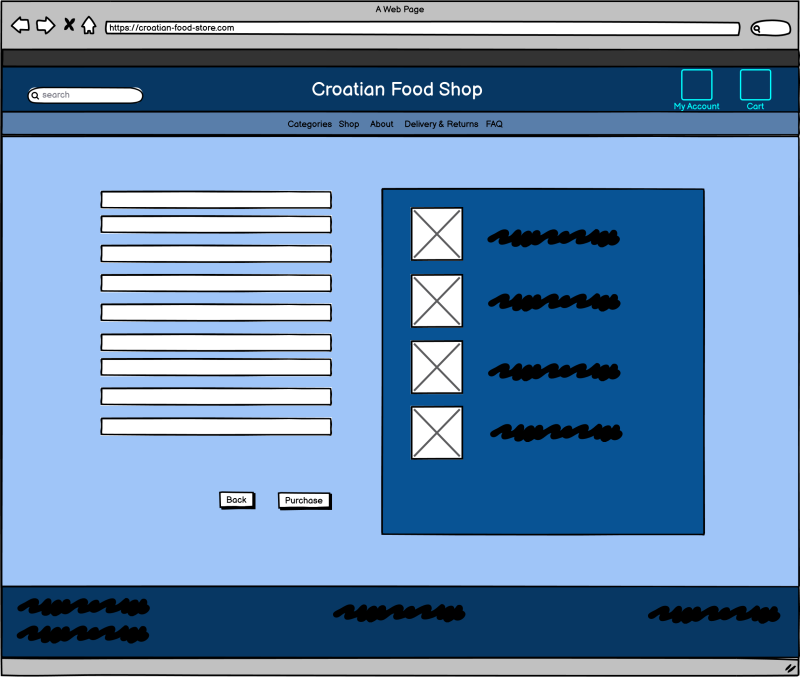 A Web Page
https://croatian-food-store.com
search
Croatian Food Shop
My Account
Cart
Categories Shop About Delivery & Returns FAQ
Back
Purchase